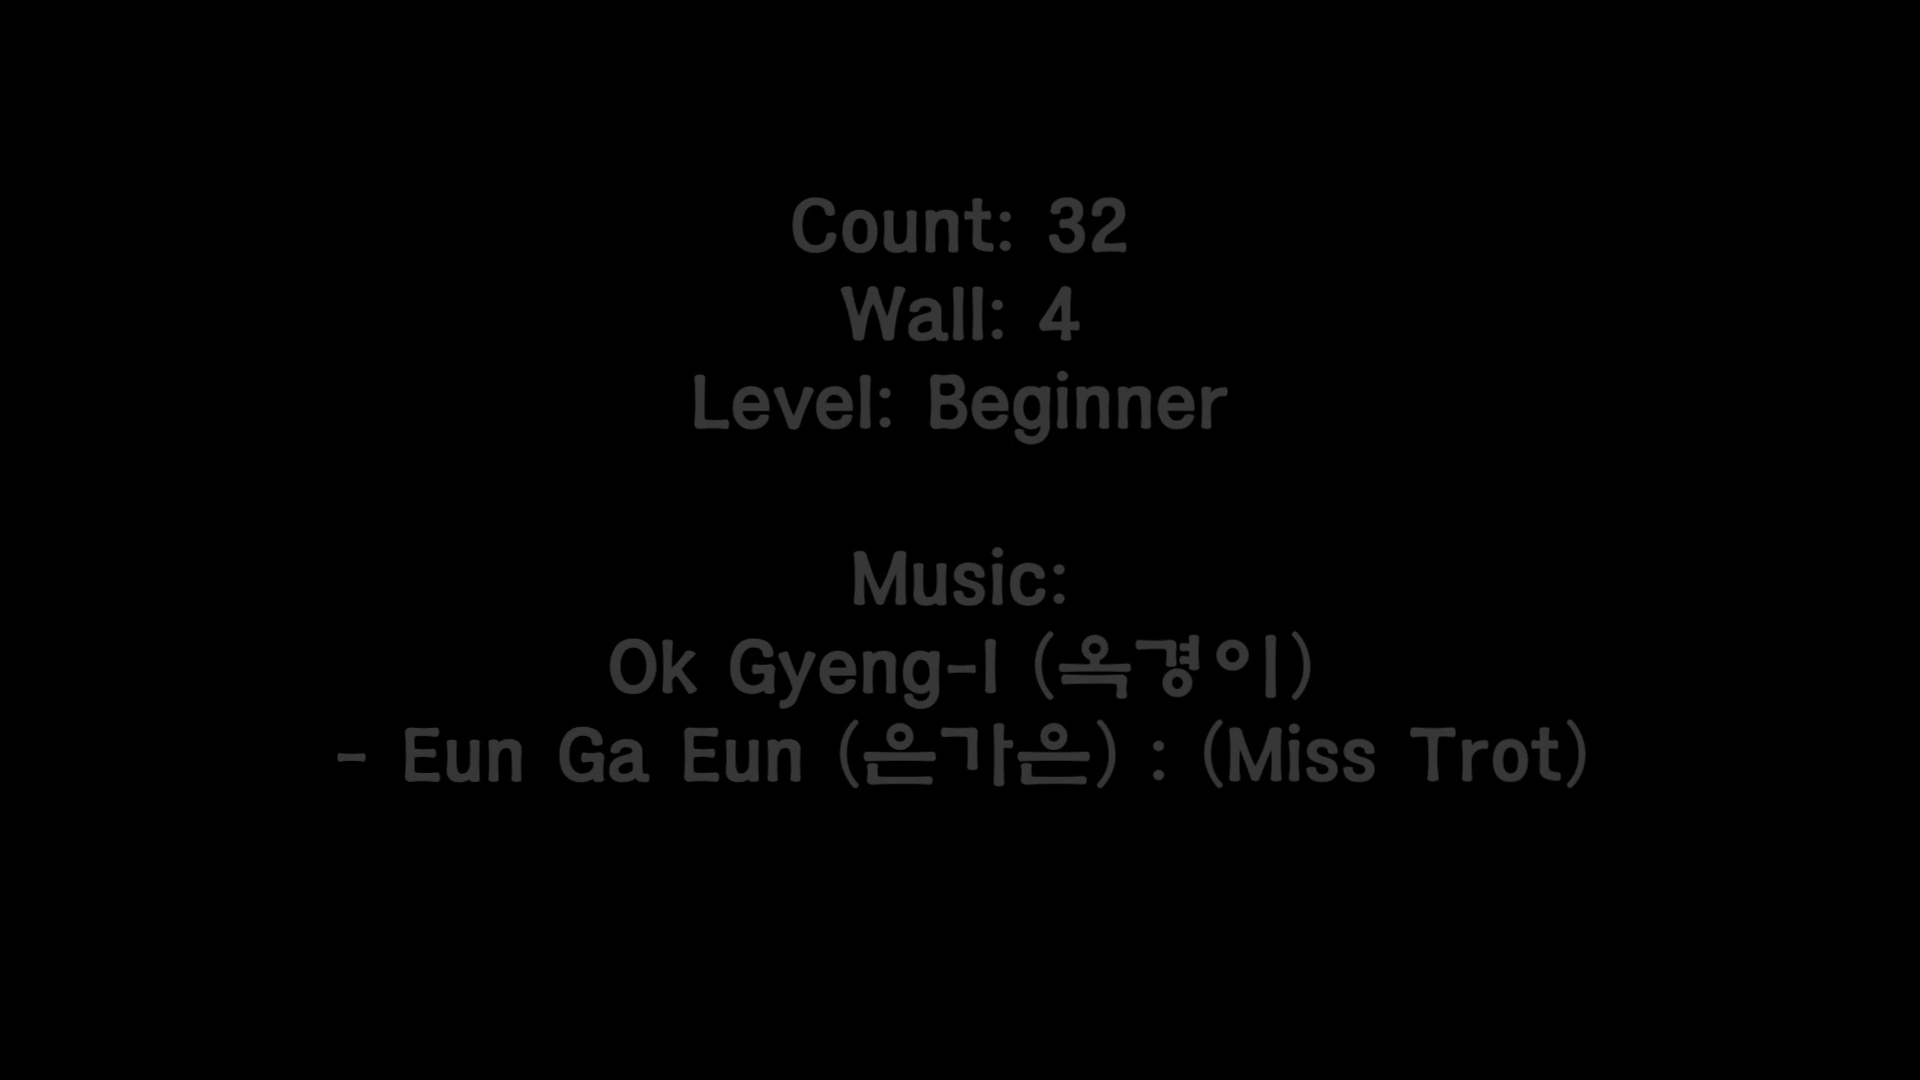 Count: 32
Wall: 4
Level: Beginner
Music:
Ok Gyeng-I (옥경이)
- Eun Ga Eun (은가은) : (Miss Trot)